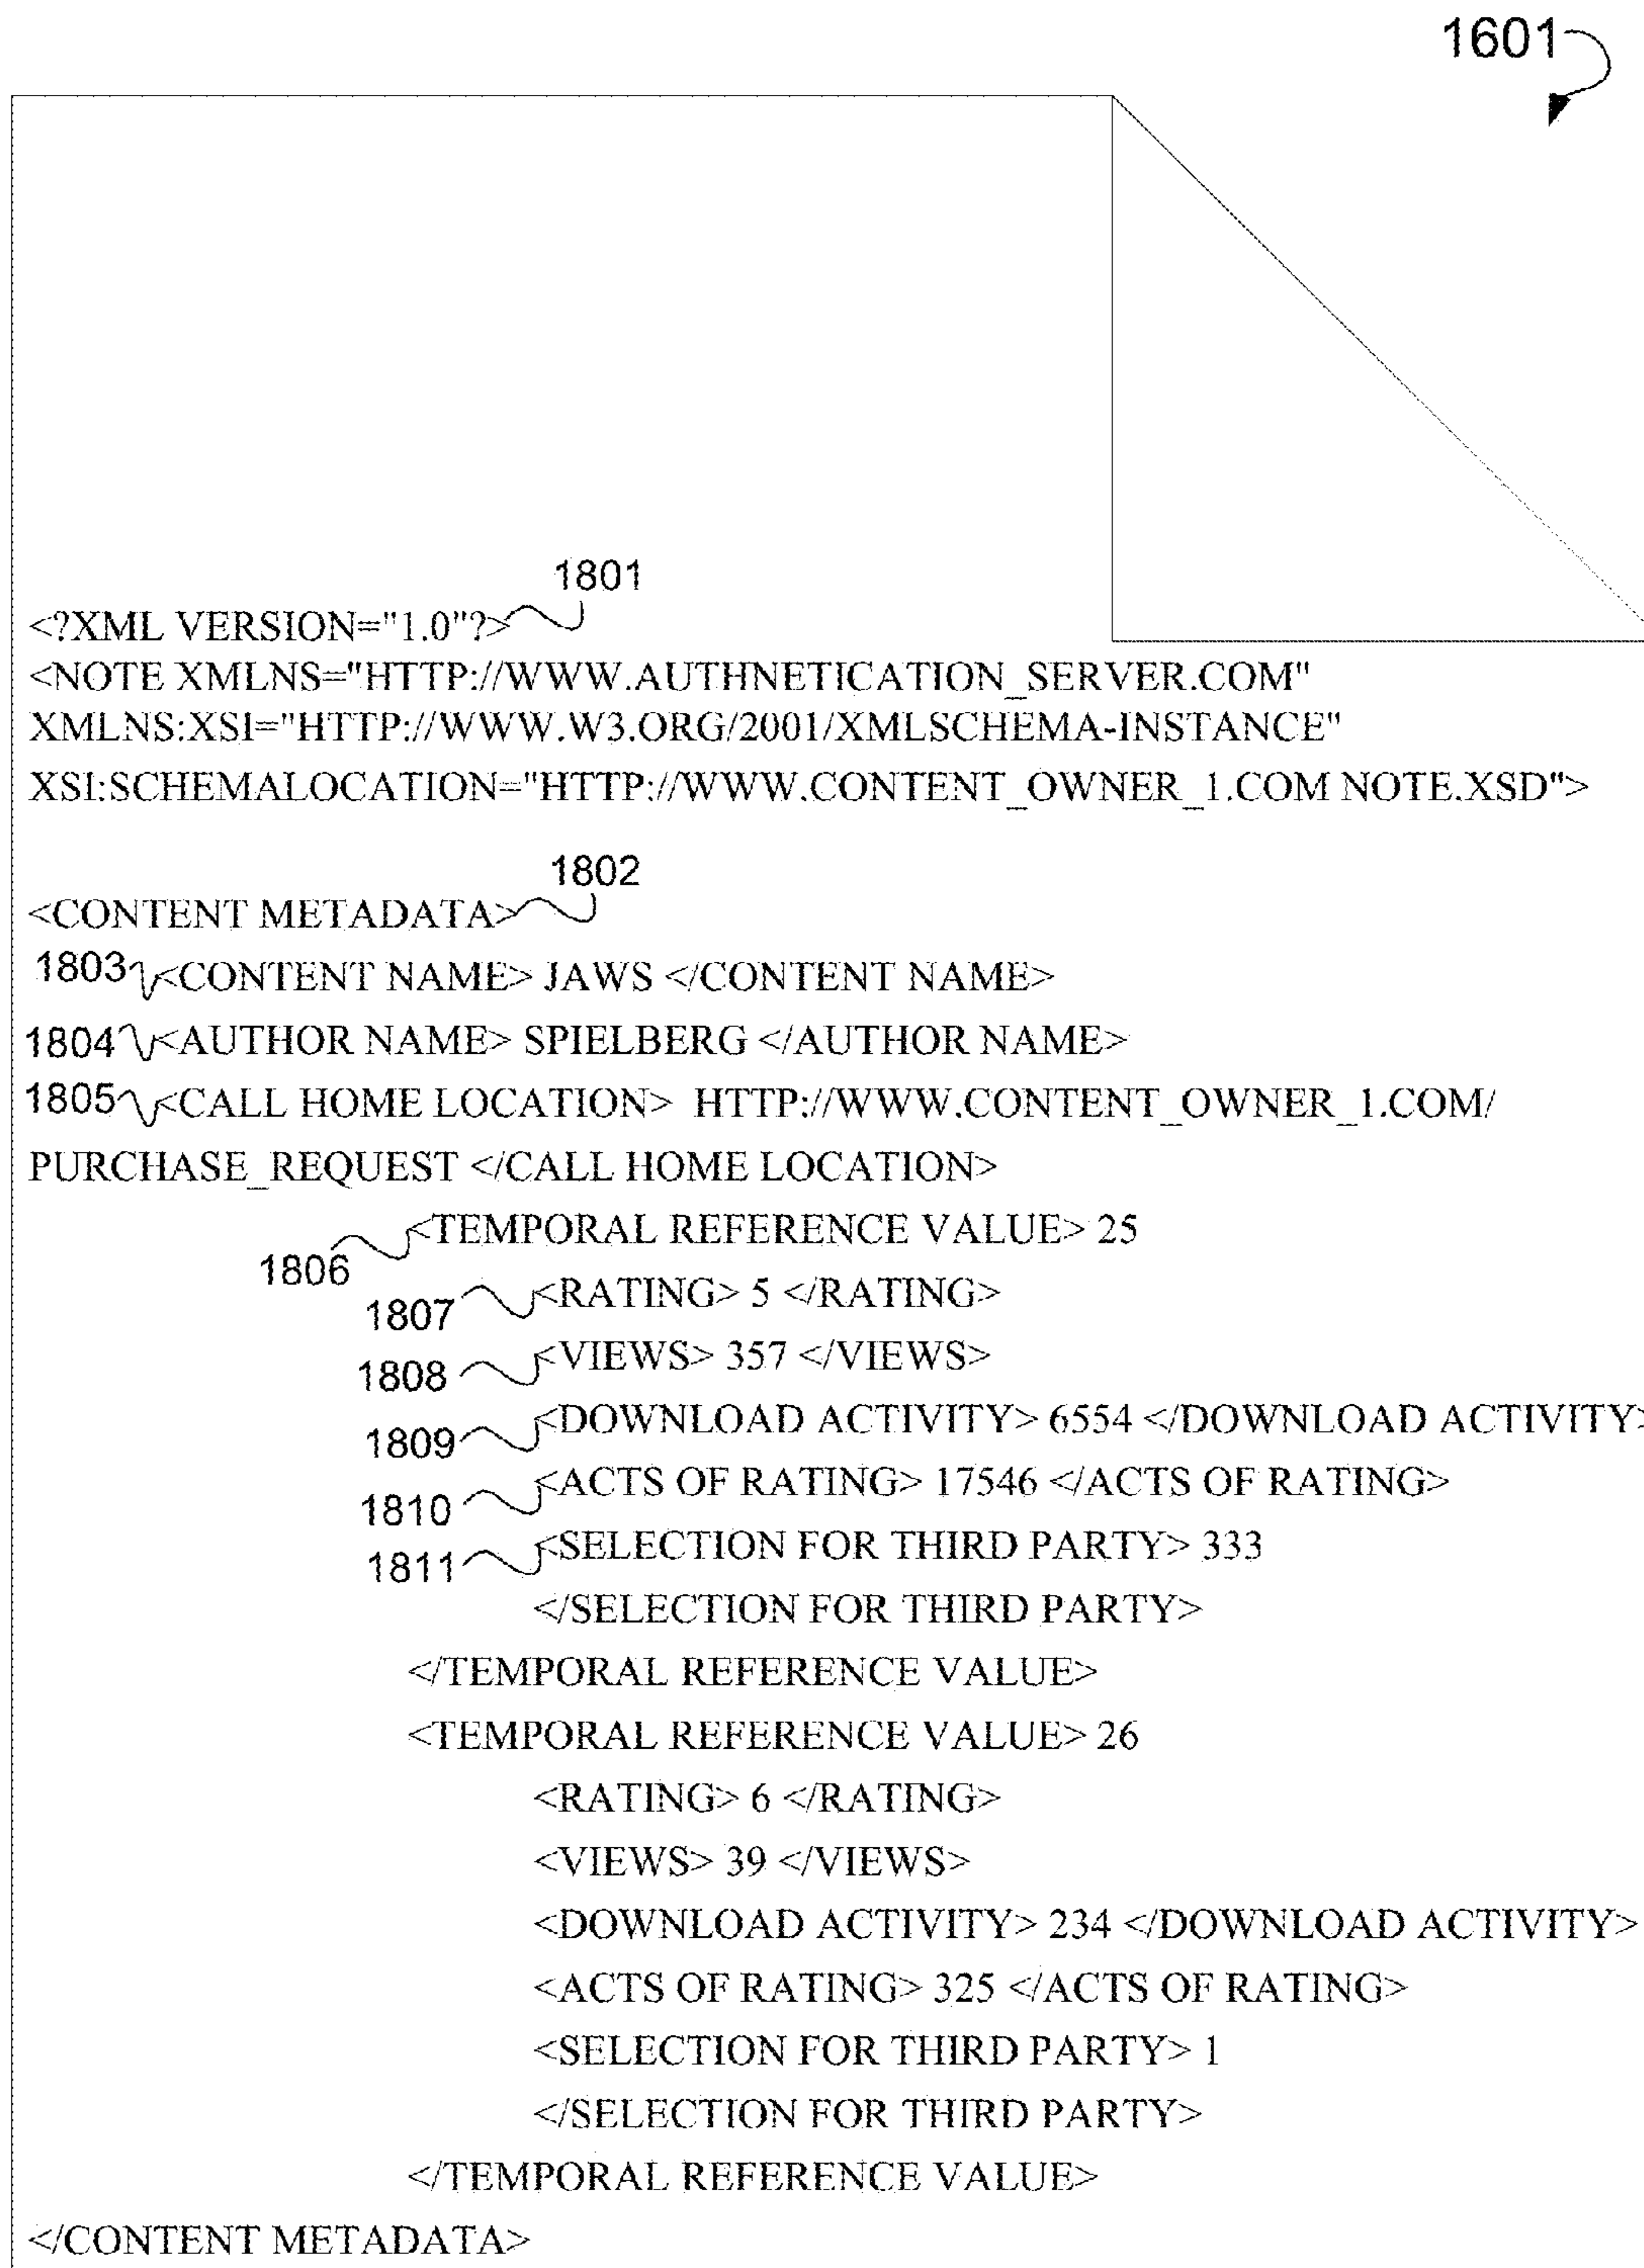 1601
1801
<?XML VERSION="1.0"?>
<NOTE XMLNS="HTTP://WWW.AUTHNETICATION_SERVER.COM"
XMLNS:XSI="HTTP://WWW.W3.ORG/2001/XMLSCHEMA-INSTANCE"
XSI:SCHEMALOCATION="HTTP://WWW.CONTENT_OWNER_1.COM NOTE.XSD">
1802
<CONTENT METADATA>
1803 <CONTENT NAME> JAWS </CONTENT NAME>
1804 <AUTHOR NAME> SPIELBERG </AUTHOR NAME>
1805 <CALL HOME LOCATION> HTTP://WWW.CONTENT_OWNER_1.COM/
PURCHASE_REQUEST </CALL HOME LOCATION>
1806 <TEMPORAL REFERENCE VALUE> 25
1807 <RATING> 5 </RATING>
1808 <VIEWS> 357 </VIEWS>
1809 <DOWNLOAD ACTIVITY> 6554 </DOWNLOAD ACTIVITY>
1810 <ACTS OF RATING> 17546 </ACTS OF RATING>
1811 <SELECTION FOR THIRD PARTY> 333
</SELECTION FOR THIRD PARTY>
</TEMPORAL REFERENCE VALUE>
<TEMPORAL REFERENCE VALUE> 26
<RATING> 6 </RATING>
<VIEWS> 39 </VIEWS>
<DOWNLOAD ACTIVITY> 234 </DOWNLOAD ACTIVITY>
<ACTS OF RATING> 325 </ACTS OF RATING>
<SELECTION FOR THIRD PARTY> 1
</SELECTION FOR THIRD PARTY>
</TEMPORAL REFERENCE VALUE>
</CONTENT METADATA>